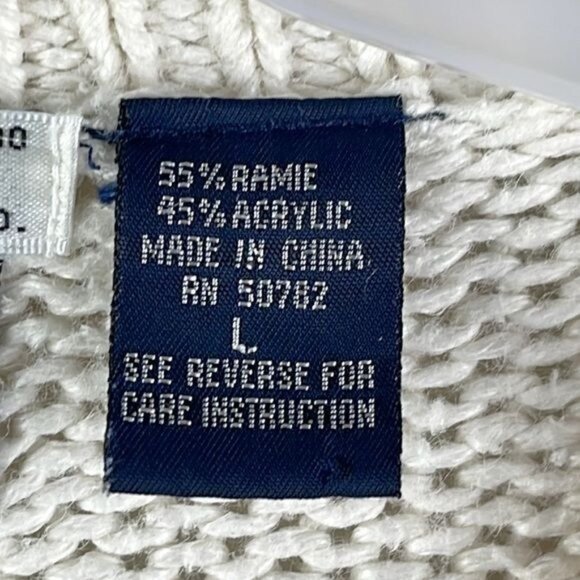 55% RAMIE
45% ACRYLIC
MADE IN CHINA
RN 50782
L
SEE REVERSE FOR
CARE INSTRUCTION